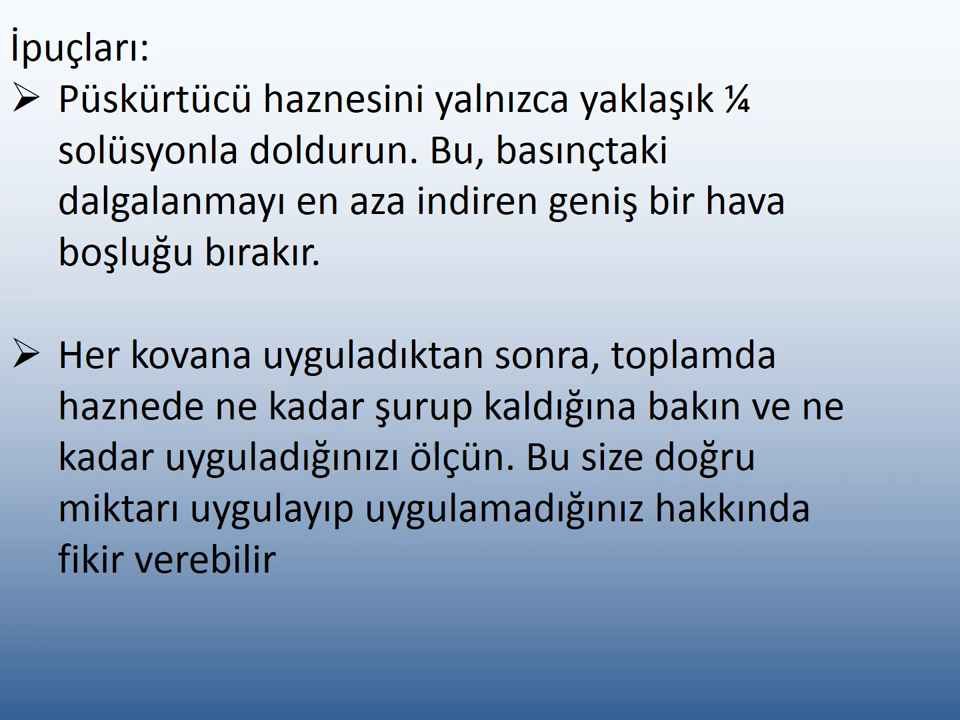 İpuçları:
➢ Püskürtücü haznesini yalnızca yaklaşık ¼
solüsyonla doldurun. Bu, basınçtaki
dalgalanmayı en aza indiren geniş bir hava
boşluğu bırakır.
➢ Her kovana uyguladıktan sonra, toplamda
haznede ne kadar şurup kaldığına bakın ve ne
kadar uyguladığınızı ölçün. Bu size doğru
miktarı uygulayıp uygulamadığınız hakkında
fikir verebilir